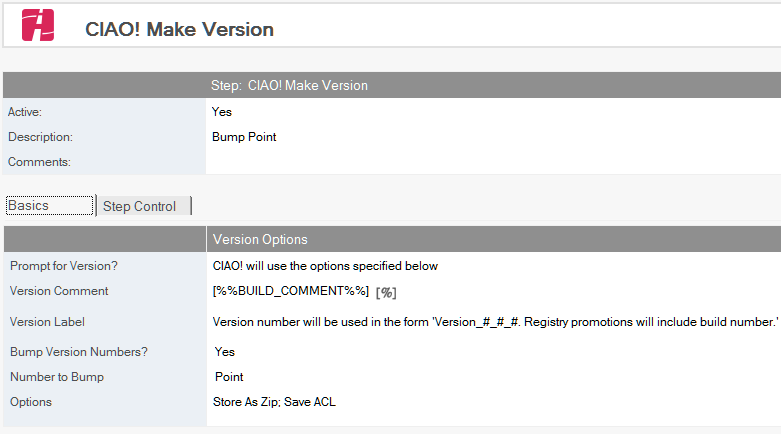 CIAO! Make Version
Step: CIAO! Make Version
Active: Yes
Description: Bump Point
Comments:
Basics Step Control
Version Options
Prompt for Version? CIAO! will use the options specified below
Version Comment [%%BUILD_COMMENT%%] [%]
Version Label Version number will be used in the form 'Version_#_#_#. Registry promotions will include build number.'
Bump Version Numbers? Yes
Number to Bump Point
Options Store As Zip; Save ACL